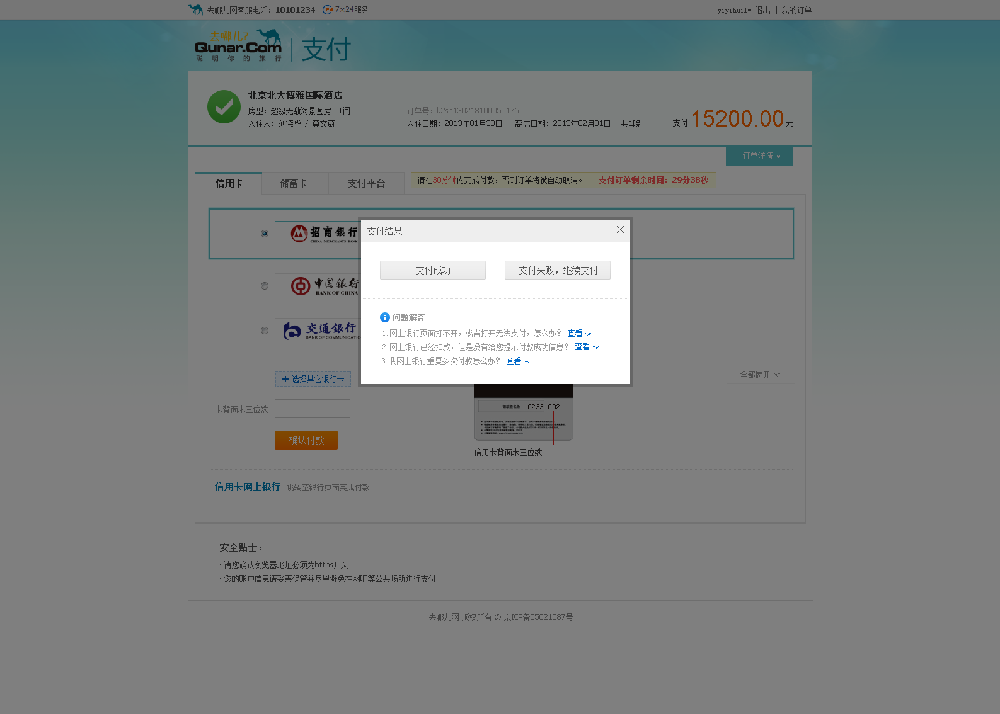 去哪儿网客服电话：10101234 24 7×24服务
yiyihuilw 退出 | 我的订单
去哪儿?
Qunar.Com
聪明你的旅行
支付
北京北大博雅国际酒店
房型：超级无敌海景套房 1间
订单号：k2sp130218100050176
入住人：刘德华 / 莫文蔚
入住日期：2013年01月30日 离店日期：2013年02月01日 共1晚
支付 15200.00 元
订单详情
信用卡
储蓄卡
支付平台
请在30分钟内完成付款，否则订单将被自动取消。 支付订单剩余时间：29分38秒
招商银行
CHINA MERCHANTS BANK
中国银行
BANK OF CHINA
交通银行
BANK OF COMMUNICATION
支付结果
支付成功
支付失败，继续支付
问题解答
1. 网上银行页面打不开，或者打开无法支付，怎么办？ 查看
2. 网上银行已经扣款，但是没有给您提示付款成功信息？ 查看
3. 我网上银行重复多次付款怎么办？ 查看
+ 选择其它银行卡
全部展开
卡背面末三位数
0233 002
确认付款
信用卡背面末三位数
信用卡网上银行 跳转至银行页面完成付款
安全贴士：
· 请您确认浏览器地址必须为https开头
· 您的账户信息请妥善保管并尽量避免在网吧等公共场所进行支付
去哪儿网 版权所有 © 京ICP备05021087号